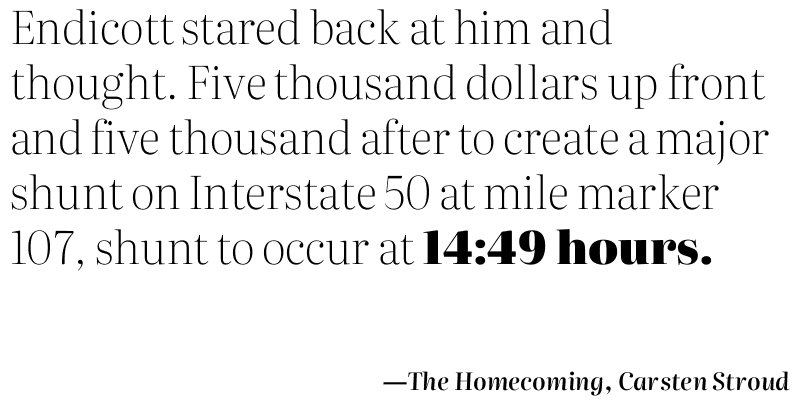 Endicott stared back at him and
thought. Five thousand dollars up front
and five thousand after to create a major
shunt on Interstate 50 at mile marker
107, shunt to occur at 14:49 hours.
—The Homecoming, Carsten Stroud